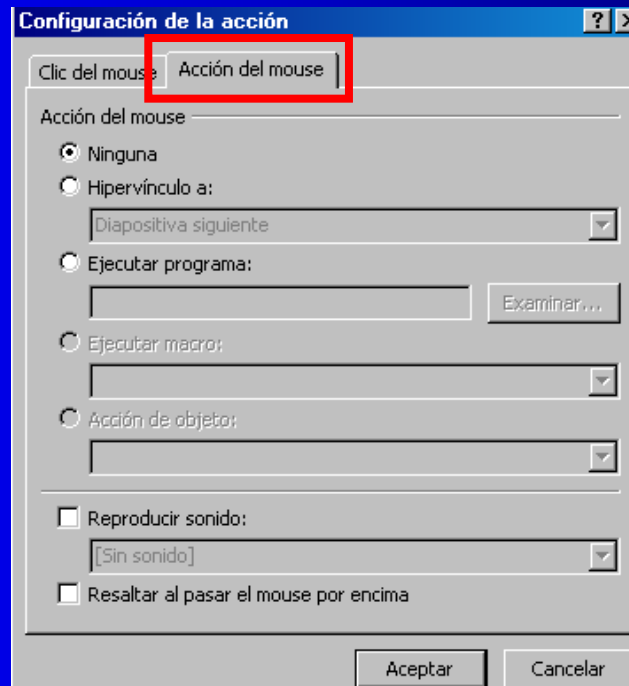 Configuración de la acción
Clic del mouse Acción del mouse
Acción del mouse
Ninguna
Hipervínculo a:
Diapositiva siguiente
Ejecutar programa:
Examinar...
Ejecutar macro:
Acción de objeto:
Reproducir sonido:
[Sin sonido]
Resaltar al pasar el mouse por encima
Aceptar Cancelar